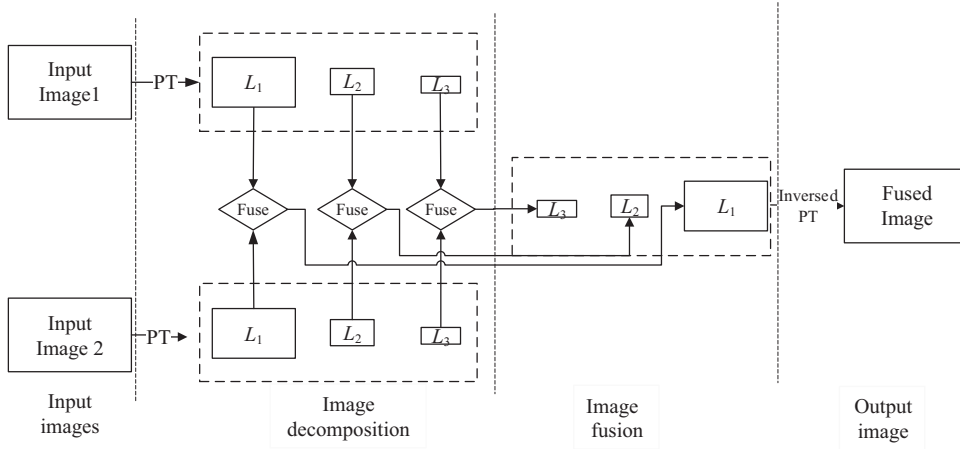 Input
Image1
PT
L1
L2
L3
Fuse
Fuse
Fuse
L3
L2
L1
Inversed
PT
Fused
Image
Input
Image 2
PT
L1
L2
L3
Input
images
Image
decomposition
Image
fusion
Output
image